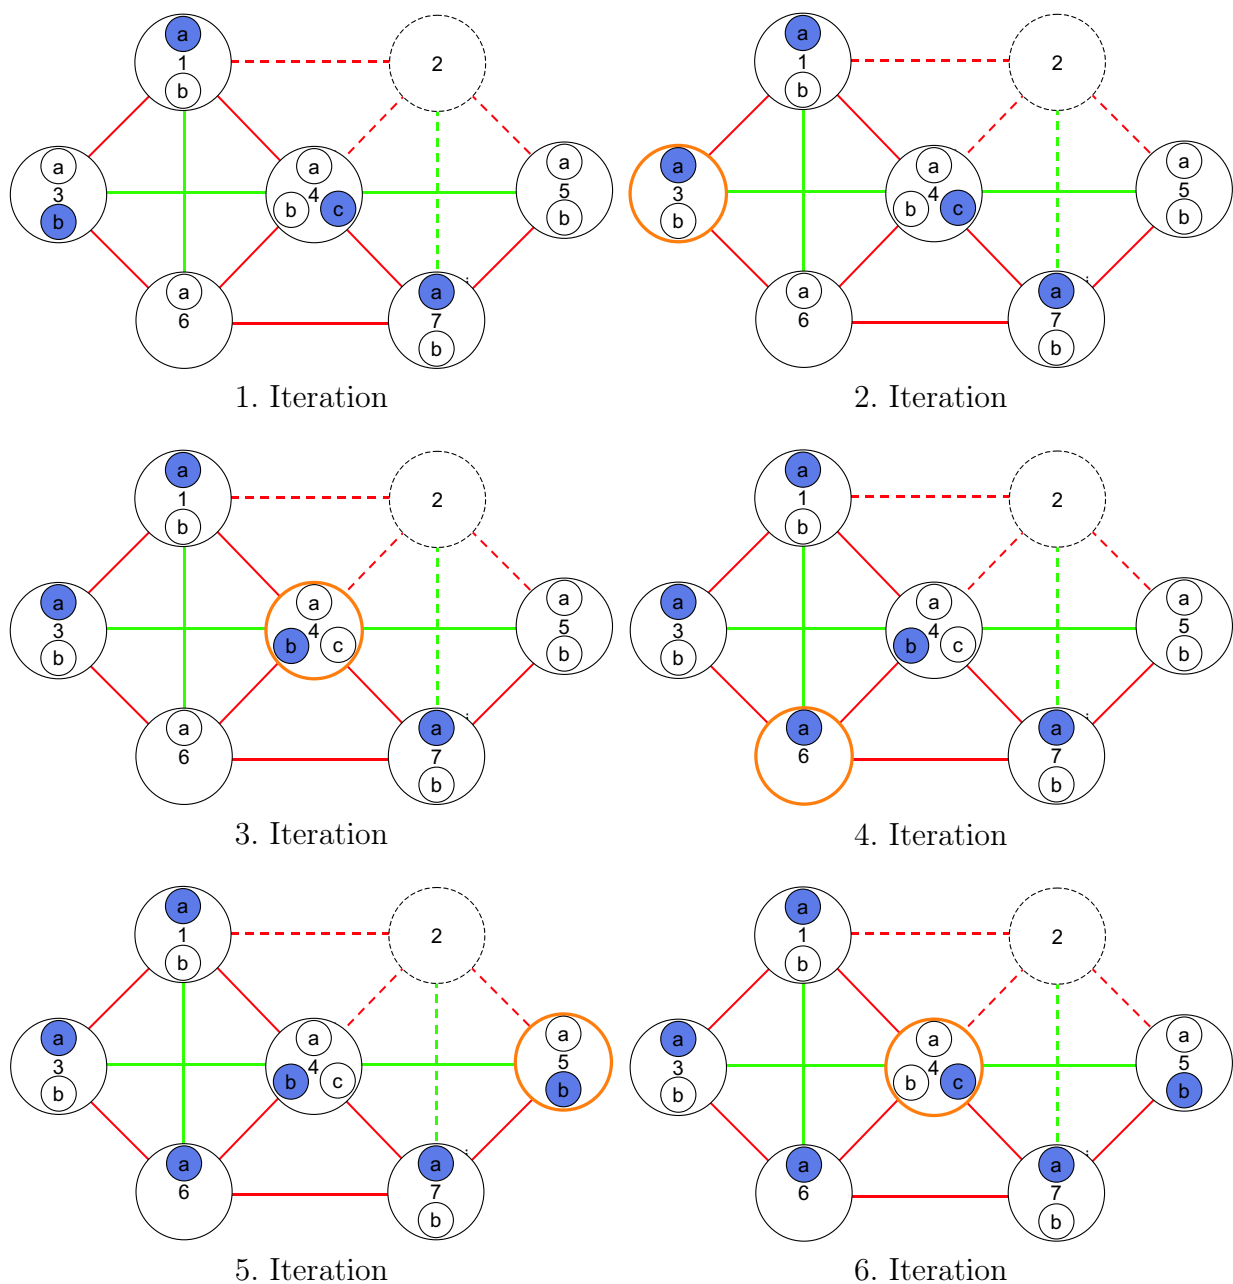 a a
1 2 1 2
b b
a a a a a a
3 4 5 3 4 5
b b c b b b c b
a a a a
6 7 6 7
b b
1. Iteration 2. Iteration
a a
1 2 1 2
b b
a a a a a a
3 4 5 3 4 5
b b c b b b c b
a a a a
6 7 6 7
b b
3. Iteration 4. Iteration
a a
1 2 1 2
b b
a a a a a a
3 4 5 3 4 5
b b c b b b c b
a a a a
6 7 6 7
b b
5. Iteration 6. Iteration